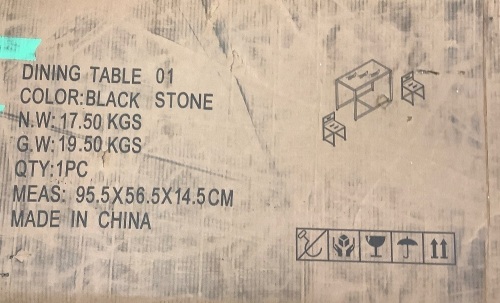 DINING TABLE 01
COLOR:BLACK STONE
N.W:17.50 KGS
G.W:19.50 KGS
QTY:1PC
MEAS: 95.5X56.5X14.5CM
MADE IN CHINA